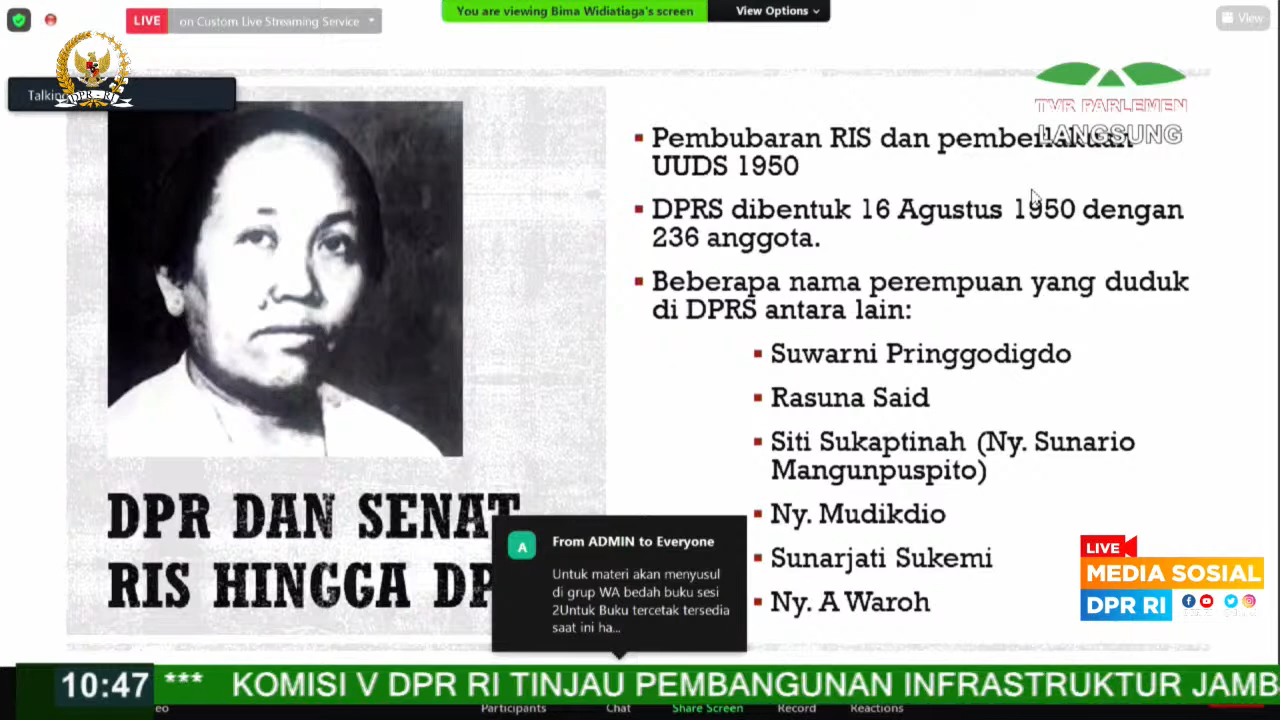 LIVE on Custom Live Streaming Service
You are viewing Bima Widiatiaga's screen
View Options
View
DPR - RI
TVR PARLEMEN
LANGSUNG
Pembubaran RIS dan pemberlakuan
UUDS 1950
DPRS dibentuk 16 Agustus 1950 dengan
236 anggota.
Beberapa nama perempuan yang duduk
di DPRS antara lain:
Suwarni Pringgodigdo
Rasuna Said
Siti Sukaptinah (Ny. Sunario
Mangunpuspito)
Ny. Mudikdio
Sunarjati Sukemi
Ny. A Waroh
DPR DAN SENAT
RIS HINGGA
A
From ADMIN to Everyone
Untuk materi akan menyusul
di grup WA bedah buku sesi
2Untuk Buku tercetak tersedia
saat ini ha...
LIVE
MEDIA SOSIAL
DPR RI
10:47 *** KOMISI V DPR RI TINJAU PEMBANGUNAN INFRASTRUKTUR JAMB
Participants
Chat
Share Screen
Record
Reactions